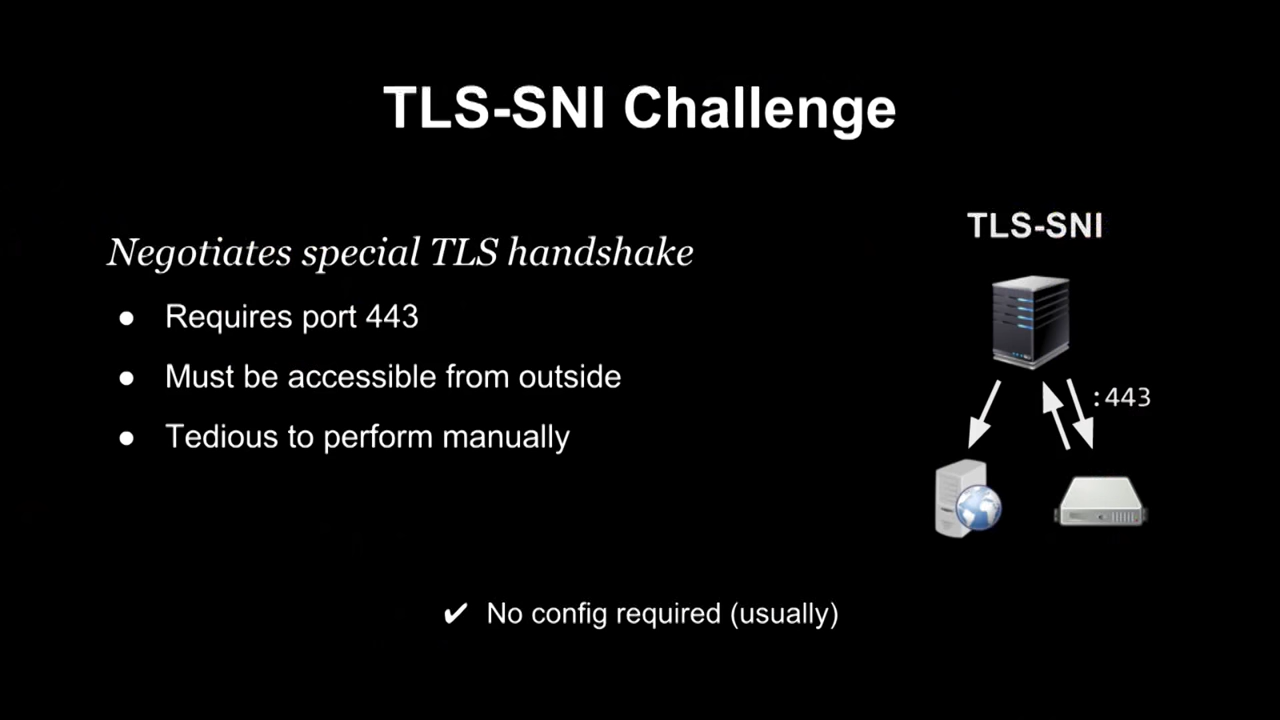 TLS-SNI Challenge
Negotiates special TLS handshake
● Requires port 443
● Must be accessible from outside
● Tedious to perform manually
TLS-SNI
:443
✔ No config required (usually)